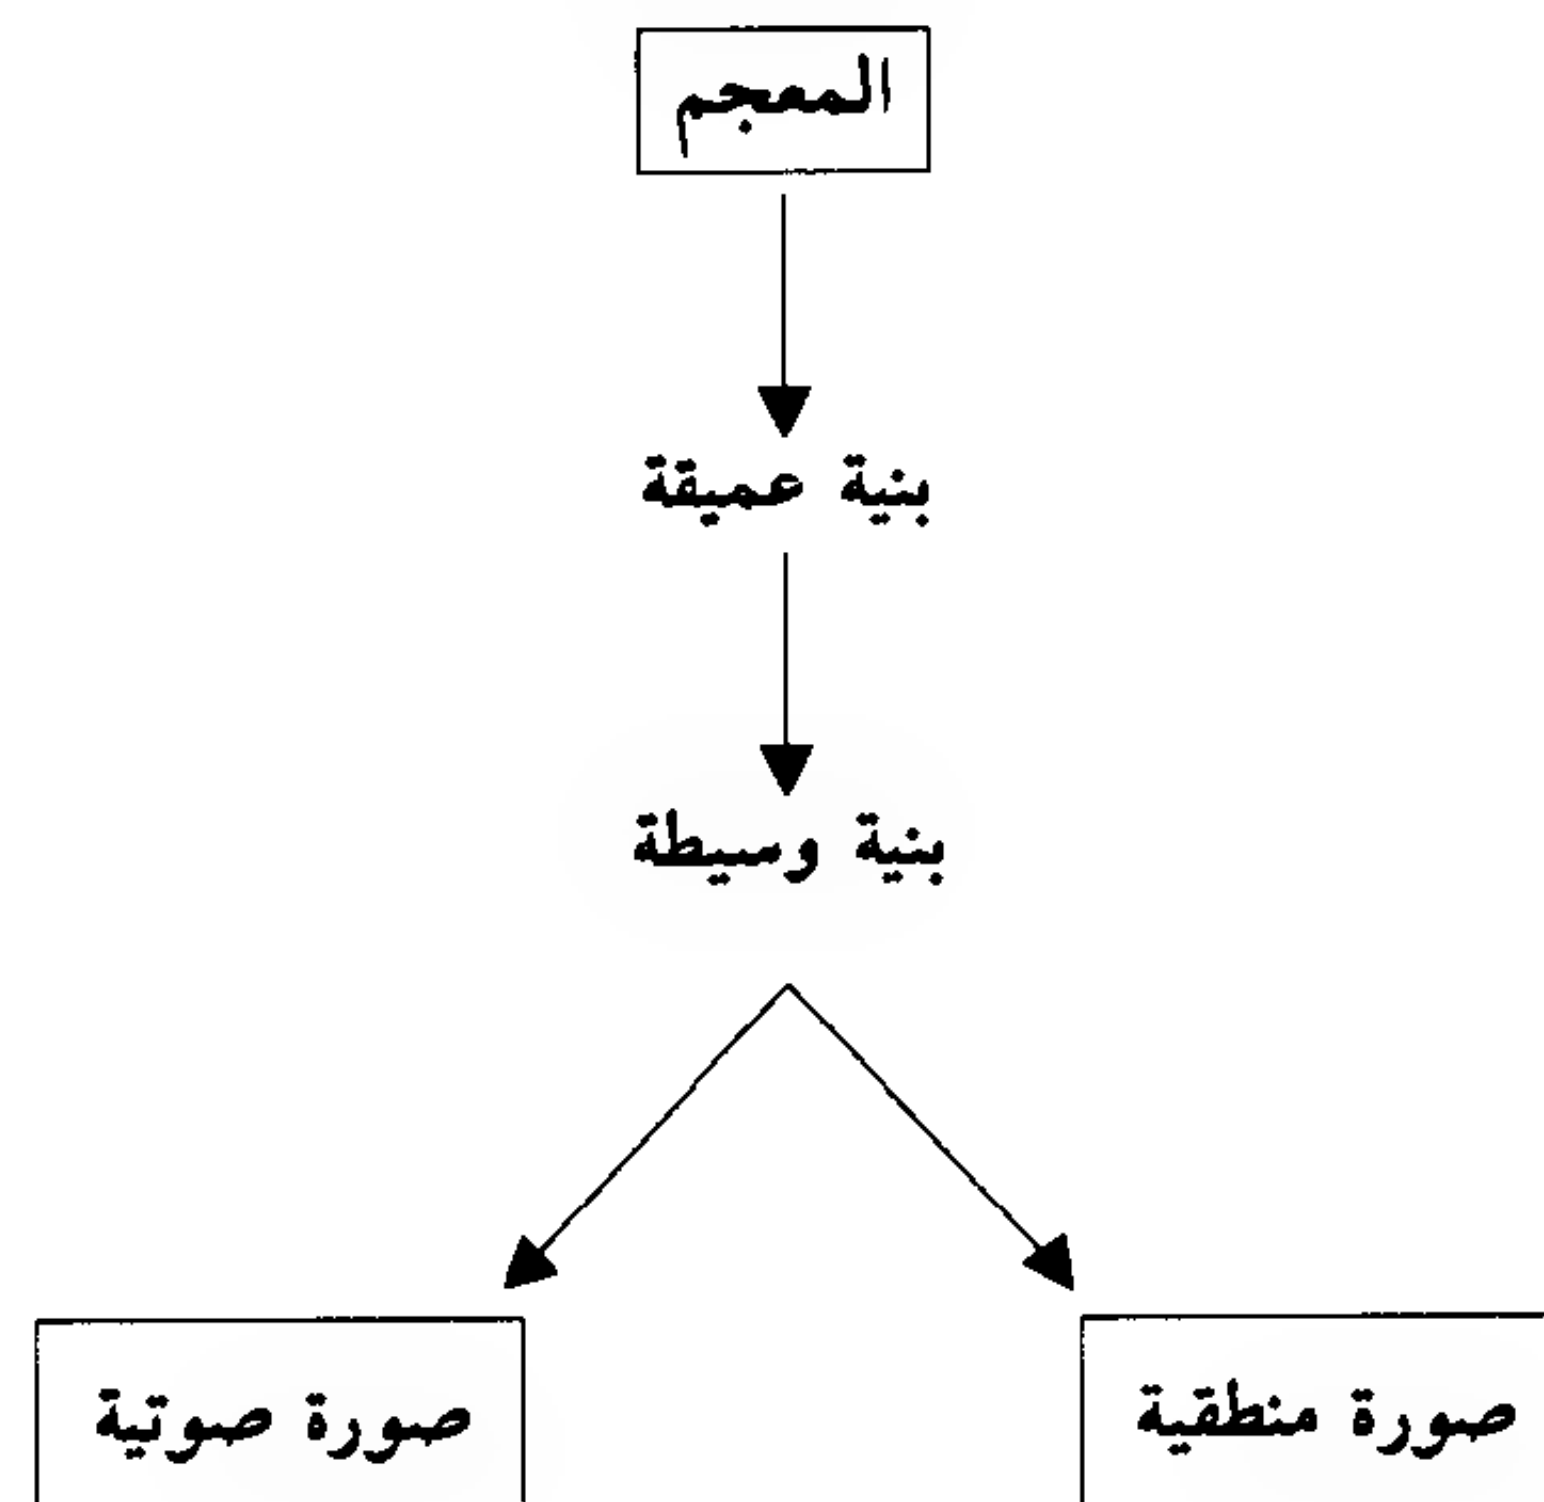 المعجم
بنية عميقة
بنية وسيطة
صورة منطقية
صورة صوتية